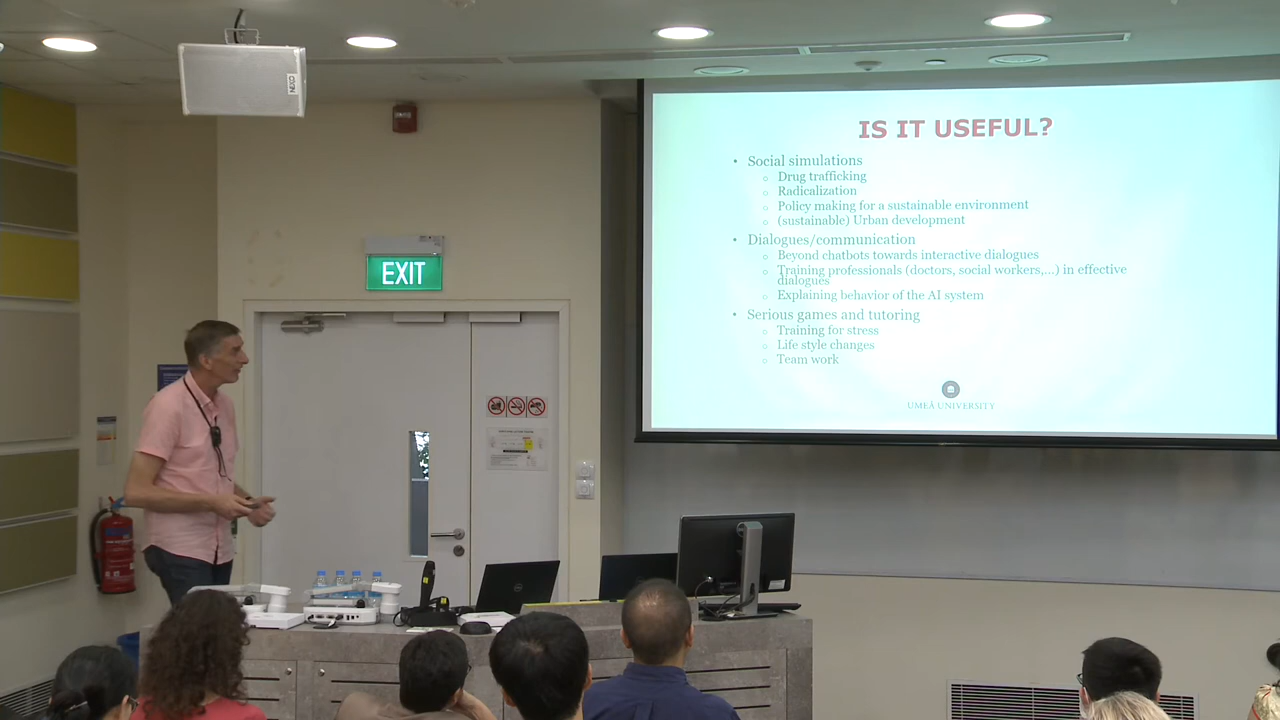 NEXO
IS IT USEFUL?
• Social simulations
o Drug trafficking
o Radicalization
o Policy making for a sustainable environment
o (sustainable) Urban development
• Dialogues/communication
o Beyond chatbots towards interactive dialogues
o Training professionals (doctors, social workers,...) in effective
dialogues
o Explaining behavior of the AI system
• Serious games and tutoring
o Training for stress
o Life style changes
o Team work
UMEÅ UNIVERSITY
EXIT